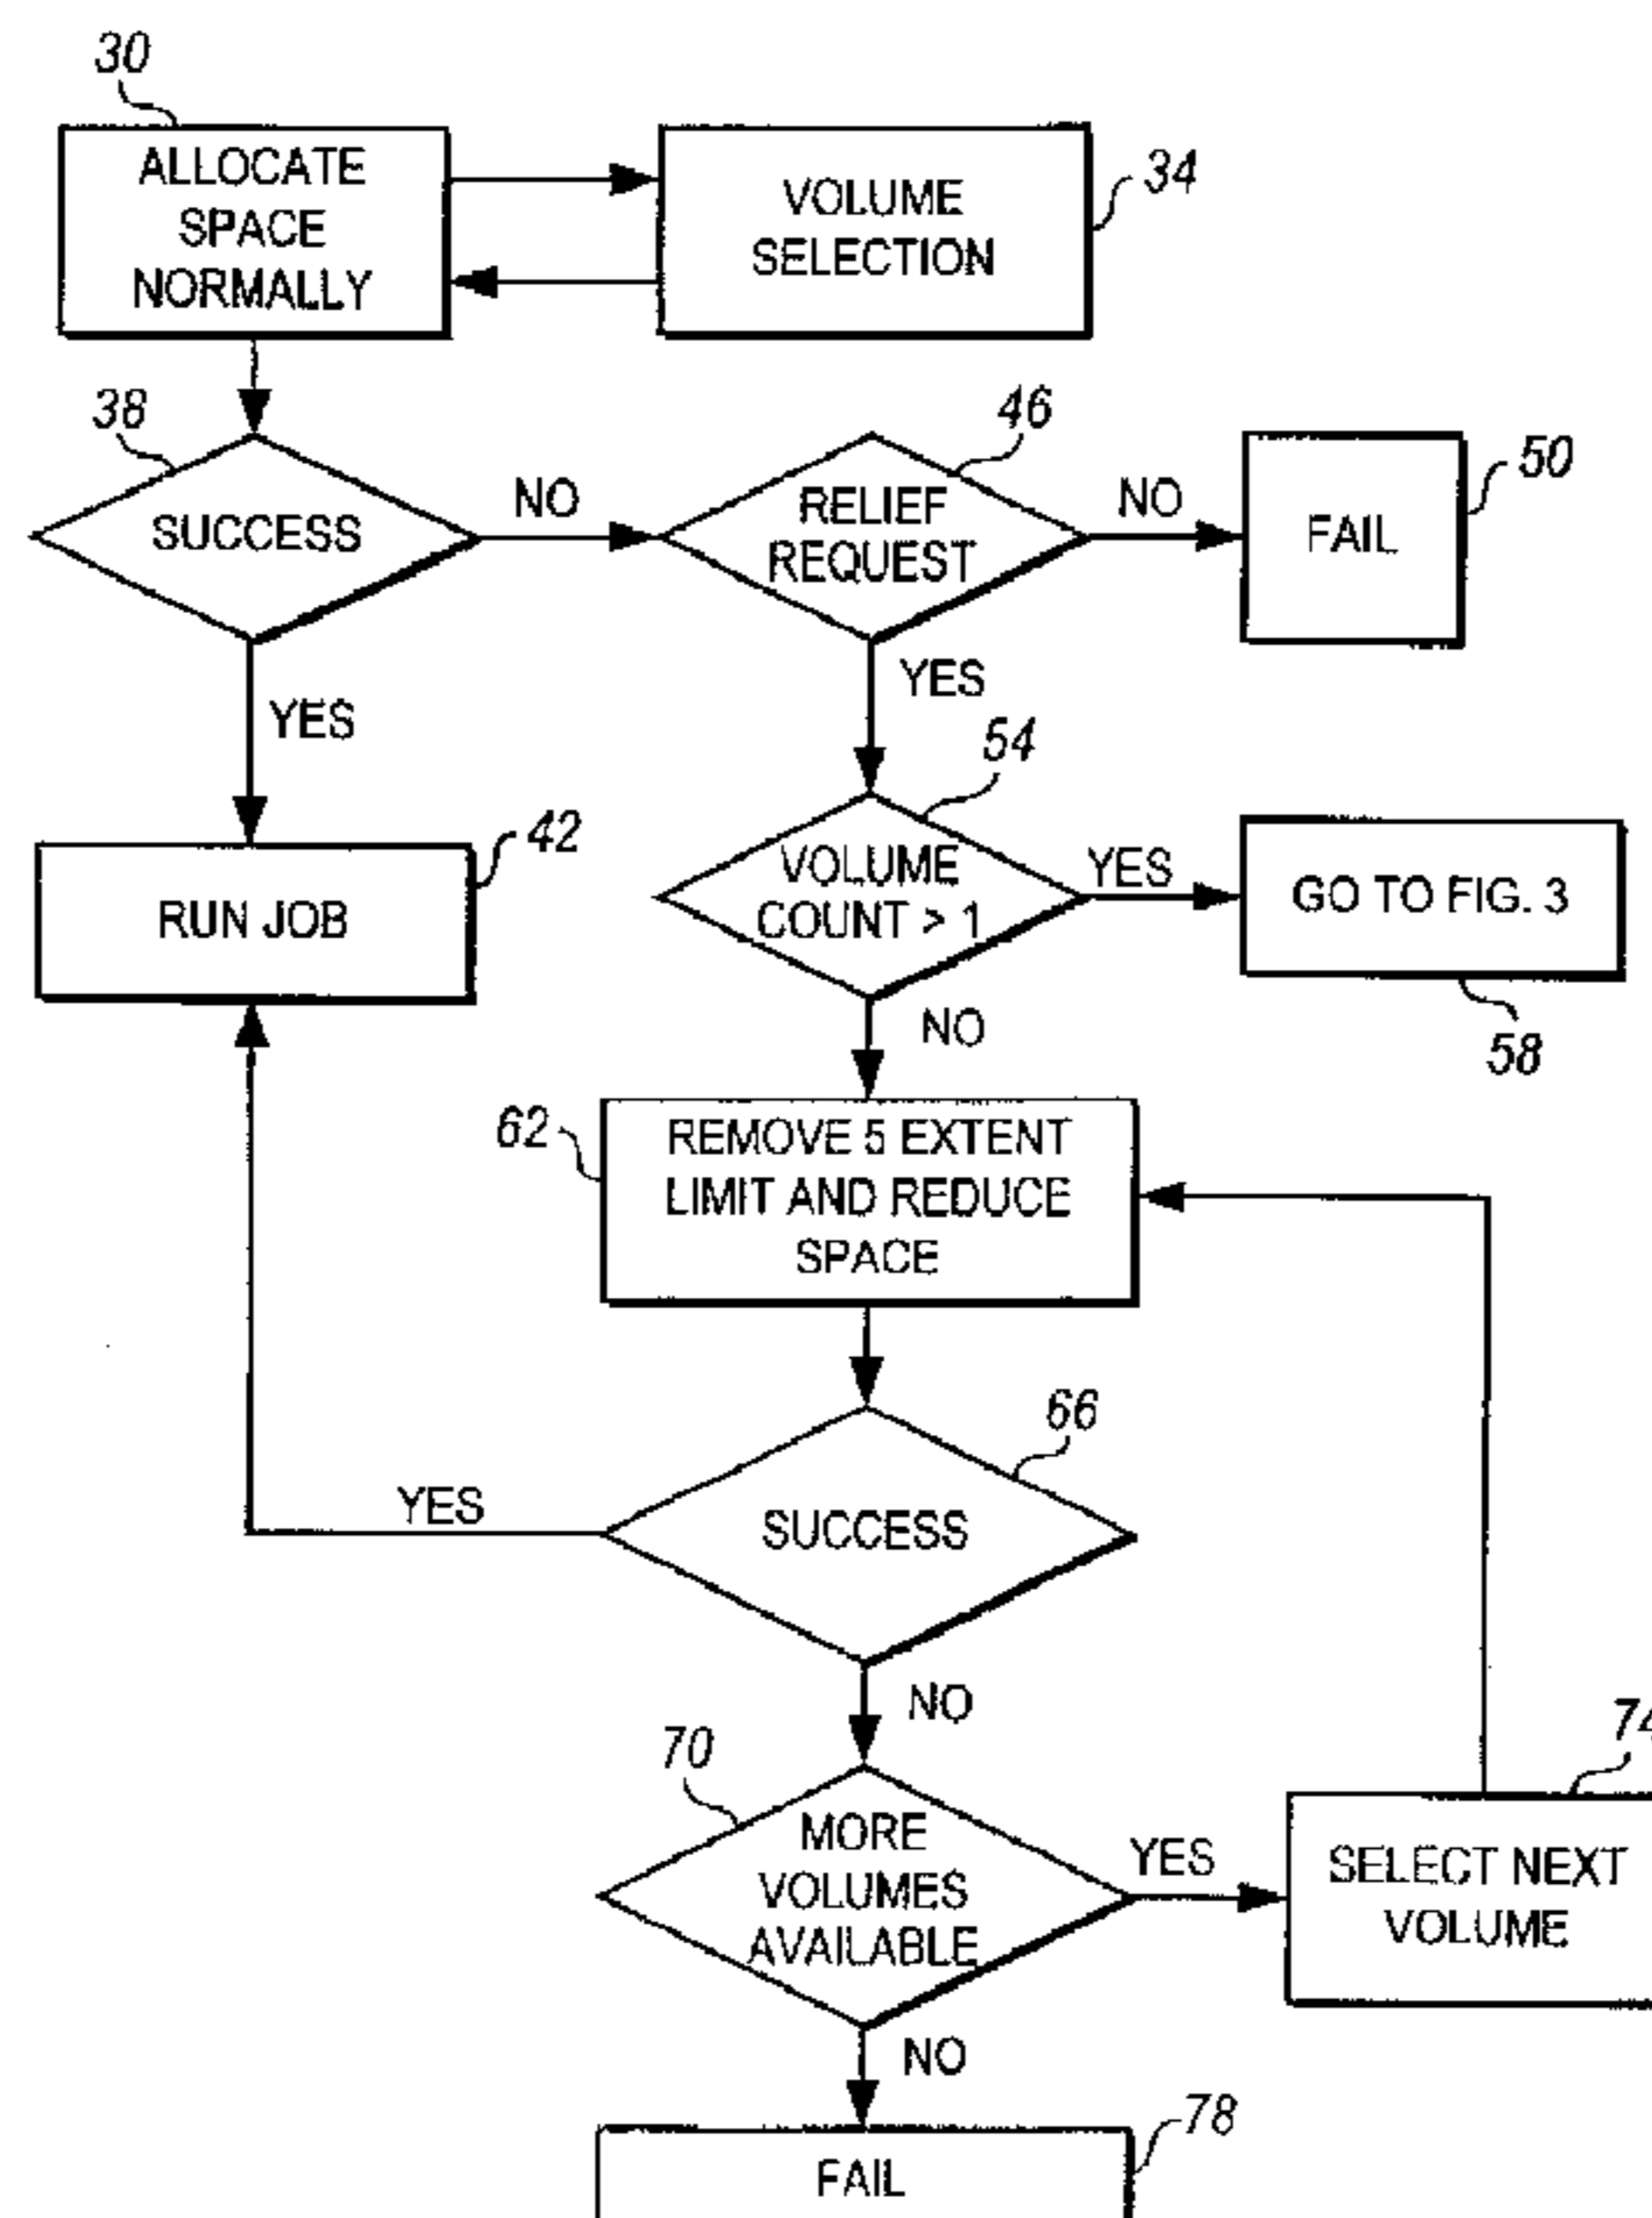 30
ALLOCATE
SPACE
NORMALLY
VOLUME
SELECTION
34
38
SUCCESS
NO
46
RELIEF
REQUEST
NO
50
FAIL
YES
YES
54
42
RUN JOB
VOLUME
COUNT > 1
YES
GO TO FIG. 3
58
NO
62
REMOVE 5 EXTENT
LIMIT AND REDUCE
SPACE
66
YES
SUCCESS
NO
70
74
MORE
VOLUMES
AVAILABLE
YES
SELECT NEXT
VOLUME
NO
78
FAIL